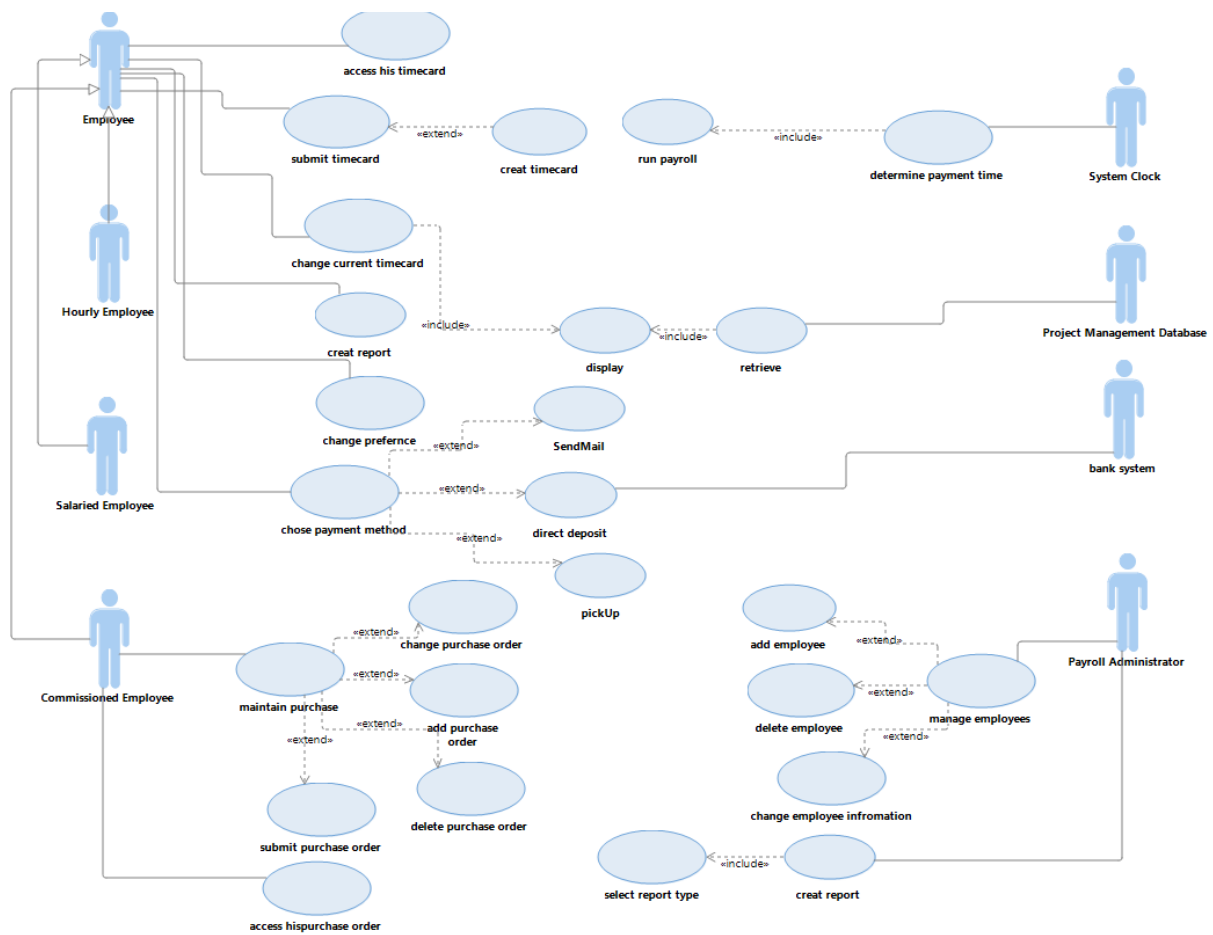 access his timecard
Employee
submit timecard
«extend»
creat timecard
run payroll
«include»
determine payment time
System Clock
change current timecard
Hourly Employee
«include»
creat report
display
«include»
retrieve
Project Management Database
change prefernce
«extend»
SendMail
bank system
Salaried Employee
chose payment method
«extend»
direct deposit
«extend»
pickUp
Commissioned Employee
maintain purchase
«extend»
change purchase order
«extend»
add purchase
order
«extend»
«extend»
delete purchase order
submit purchase order
access hispurchase order
add employee
«extend»
Payroll Administrator
delete employee
«extend»
manage employees
«extend»
change employee infromation
select report type
«include»
creat report